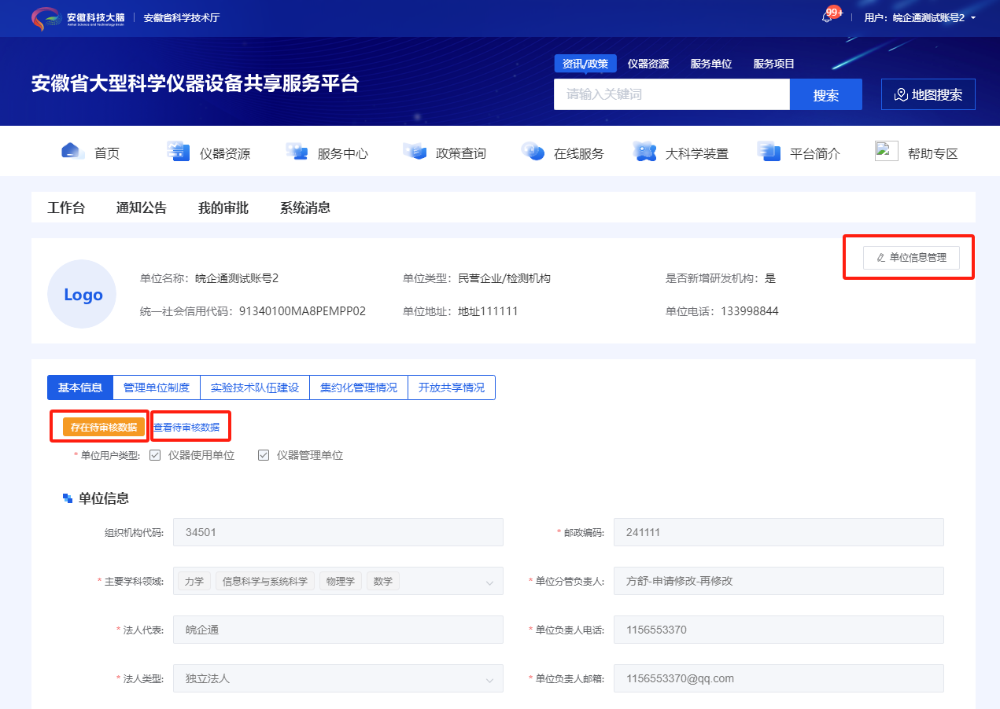 安徽科技大脑
Anhui Science and Technology Brain
安徽省科学技术厅
99+
用户：皖企通测试账号2
安徽省大型科学仪器设备共享服务平台
资讯/政策 仪器资源 服务单位 服务项目
请输入关键词 搜索 地图搜索
首页 仪器资源 服务中心 政策查询 在线服务 大科学装置 平台简介 帮助专区
工作台 通知公告 我的审批 系统消息
单位信息管理
Logo
单位名称：皖企通测试账号2 单位类型：民营企业/检测机构 是否新增研发机构：是
统一社会信用代码：91340100MA8PEMPP02 单位地址：地址111111 单位电话：133998844
基本信息 管理单位制度 实验技术队伍建设 集约化管理情况 开放共享情况
存在待审核数据 查看待审核数据
* 单位用户类型: 仪器使用单位 仪器管理单位
单位信息
组织机构代码: 34501 * 邮政编码: 241111
* 主要学科领域: 力学 信息科学与系统科学 物理学 数学 * 单位分管负责人: 方舒-申请修改-再修改
* 法人代表: 皖企通 * 单位负责人电话: 1156553370
* 法人类型: 独立法人 * 单位负责人邮箱: 1156553370@qq.com